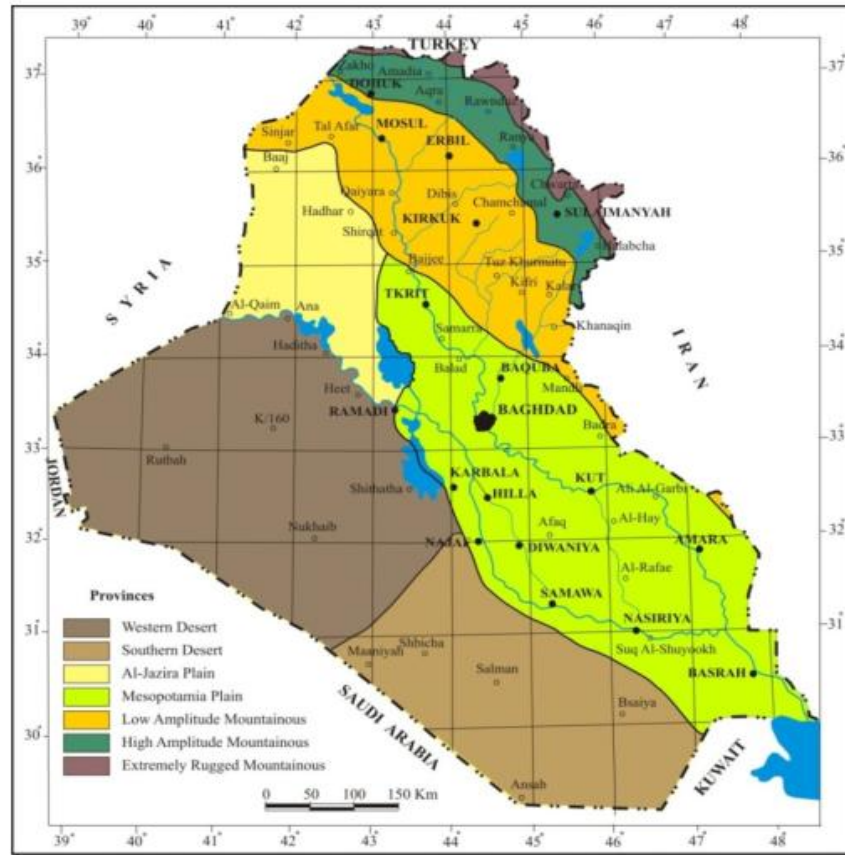 39° 40° 41° 42° 43° 44° 45° 46° 47° 48°
TURKEY
37° 37°
Zakho Amadia
DOHUK
Aqra Rawnduz
MOSUL
Sinjar Tal Afar
ERBIL Ranya
36° 36°
Baaj
Qaiyara Dibis Chwarta
Chamchamal
Hadhar KIRKUK SULAIMANYAH
Shirqat
35° 35°
Halabcha
Baijee Tuz Khurmatu
TKRIT Kifri Kalar
SYRIA
Al-Qaim Ana
Samarra Khanaqin
IRAN
34° 34°
Haditha Balad
BAQUBA
Heet Mandli
RAMADI BAGHDAD
K/160
Badra
33° 33°
Rutbah
JORDAN
KARBALA KUT
Shithatha HILLA Ali Al-Garbi
Afaq Al-Hay
32° 32°
Nukhaib
NAJAF DIWANIYA AMARA
Al-Rafae
Provinces
SAMAWA
Western Desert
NASIRIYA
31° 31°
Southern Desert
Maaniyah Shbicha Suq Al-Shuyookh
Al-Jazira Plain
Salman BASRAH
Mesopotamia Plain
SAUDI ARABIA
Low Amplitude Mountainous
Bsaiya
30° 30°
High Amplitude Mountainous
KUWAIT
Extremely Rugged Mountainous
Ansah
0 50 100 150 Km
39° 40° 41° 42° 43° 44° 45° 46° 47° 48°